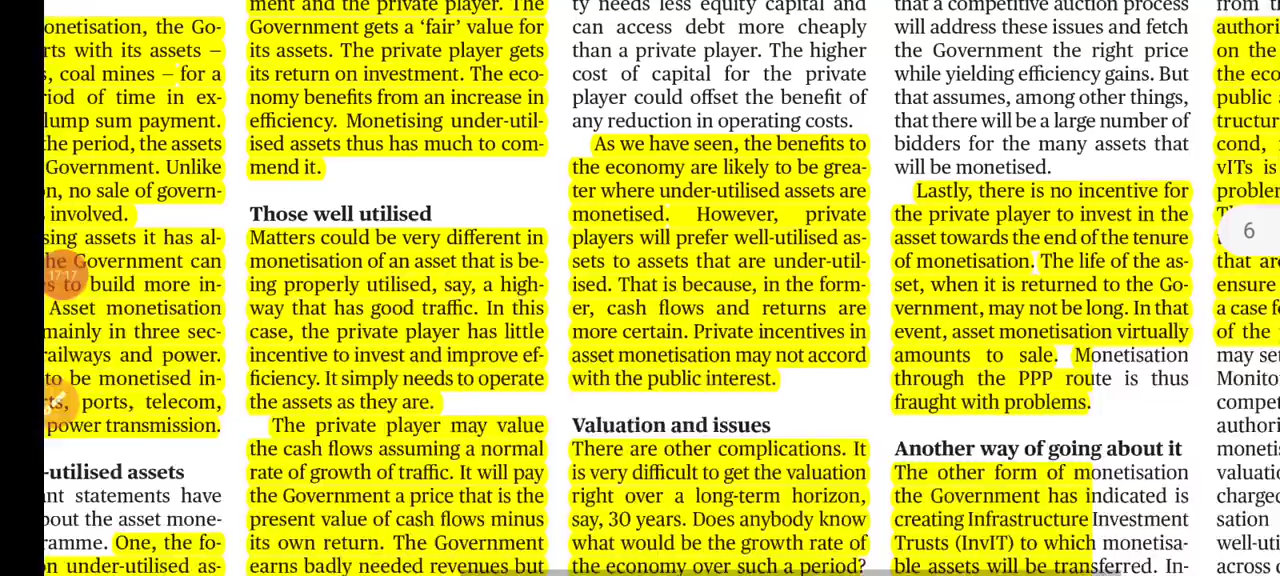 onetisation, the Go-
rts with its assets –
s, coal mines – for a
riod of time in ex-
lump sum payment.
the period, the assets
Government. Unlike
n, no sale of govern-
involved.
sing assets it has al-
he Government can
s to build more in-
Asset monetisation
mainly in three sec-
railways and power.
to be monetised in-
rts, ports, telecom,
power transmission.
-utilised assets
nt statements have
bout the asset mone-
ramme. One, the fo-
n under-utilised as-
ment and the private player. The
Government gets a ‘fair’ value for
its assets. The private player gets
its return on investment. The eco-
nomy benefits from an increase in
efficiency. Monetising under-util-
ised assets thus has much to com-
mend it.
Those well utilised
Matters could be very different in
monetisation of an asset that is be-
ing properly utilised, say, a high-
way that has good traffic. In this
case, the private player has little
incentive to invest and improve ef-
ficiency. It simply needs to operate
the assets as they are.
The private player may value
the cash flows assuming a normal
rate of growth of traffic. It will pay
the Government a price that is the
present value of cash flows minus
its own return. The Government
earns badly needed revenues but
ty needs less equity capital and
can access debt more cheaply
than a private player. The higher
cost of capital for the private
player could offset the benefit of
any reduction in operating costs.
As we have seen, the benefits to
the economy are likely to be grea-
ter where under-utilised assets are
monetised. However, private
players will prefer well-utilised as-
sets to assets that are under-util-
ised. That is because, in the form-
er, cash flows and returns are
more certain. Private incentives in
asset monetisation may not accord
with the public interest.
Valuation and issues
There are other complications. It
is very difficult to get the valuation
right over a long-term horizon,
say, 30 years. Does anybody know
what would be the growth rate of
the economy over such a period?
that a competitive auction process
will address these issues and fetch
the Government the right price
while yielding efficiency gains. But
that assumes, among other things,
that there will be a large number of
bidders for the many assets that
will be monetised.
Lastly, there is no incentive for
the private player to invest in the
asset towards the end of the tenure
of monetisation. The life of the as-
set, when it is returned to the Go-
vernment, may not be long. In that
event, asset monetisation virtually
amounts to sale. Monetisation
through the PPP route is thus
fraught with problems.
Another way of going about it
The other form of monetisation
the Government has indicated is
creating Infrastructure Investment
Trusts (InvIT) to which monetisa-
ble assets will be transferred. In-
from th
authori
on the
the eco
public a
tructur
cond, i
vITs is
probler
that are
ensure
a case fo
of the
may set
Monito
compet
authori
monetis
valuatio
charged
sation
well-uti
across o
6
17:17